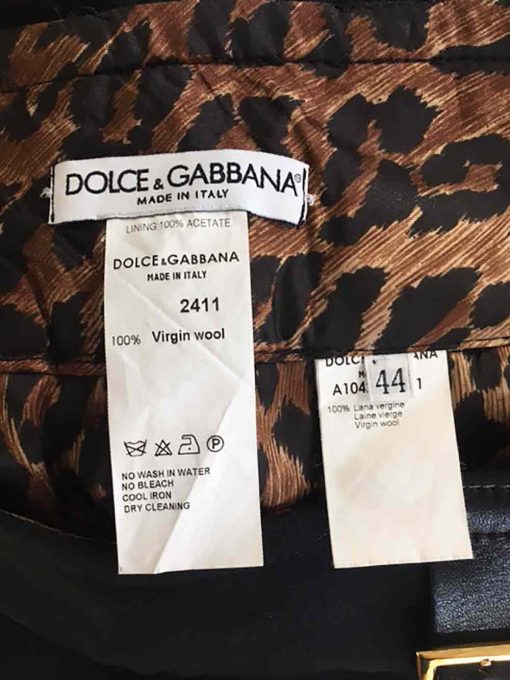 DOLCE & GABBANA®
MADE IN ITALY
LINING 100% ACETATE
DOLCE & GABBANA
MADE IN ITALY
2411
100% Virgin wool
P
NO WASH IN WATER
NO BLEACH
COOL IRON
DRY CLEANING
44
100% Lana vergine
Laine vierge
Virgin wool